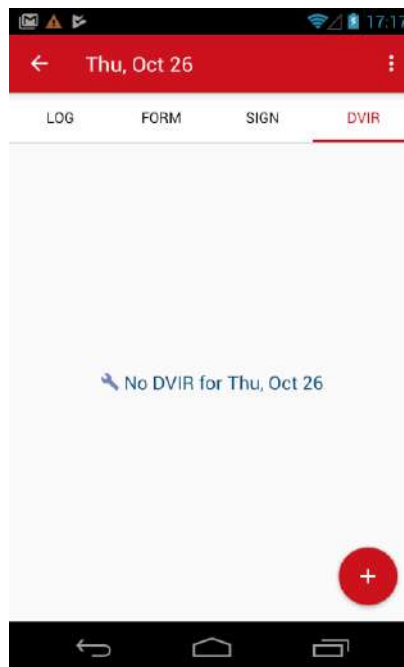 17:17
Thu, Oct 26
LOG FORM SIGN DVIR
No DVIR for Thu, Oct 26